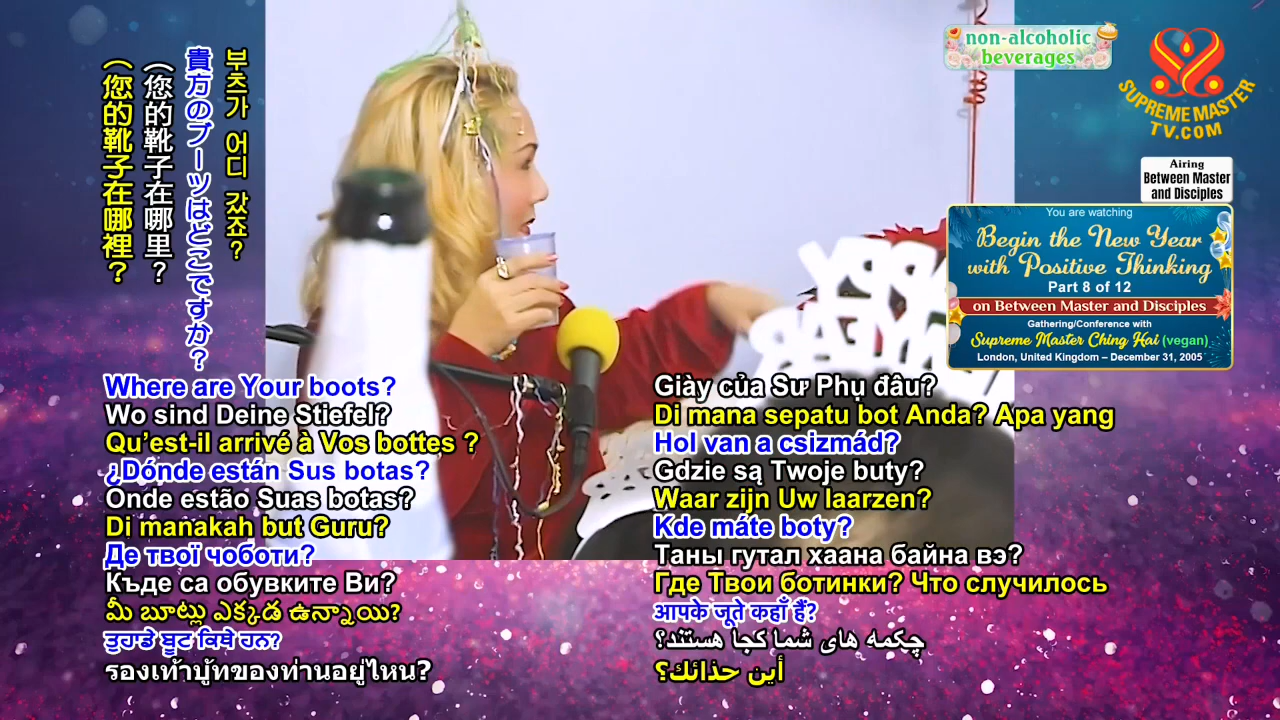 부츠가 어디 갔죠?
貴方のブーツはどこですか?
(您的靴子在哪里?
(您的靴子在哪裡?
non-alcoholic
beverages
SUPREME MASTER
TV.COM
Airing
Between Master
and Disciples
You are watching
Begin the New Year
with Positive Thinking
Part 8 of 12
on Between Master and Disciples
Gathering/Conference with
Supreme Master Ching Hai (vegan)
London, United Kingdom – December 31, 2005
Where are Your boots?
Wo sind Deine Stiefel?
Qu’est-il arrivé à Vos bottes ?
¿Dónde están Sus botas?
Onde estão Suas botas?
Di manakah but Guru?
Де твої чоботи?
Къде са обувките Ви?
మీ బూట్లు ఎక్కడ ఉన్నాయి?
ਤੁਹਾਡੇ ਬੂਟ ਕਿਥੇ ਹਨ?
รองเท้าบู้ทของท่านอยู่ไหน?
Giày của Sư Phụ đâu?
Di mana sepatu bot Anda? Apa yang
Hol van a csizmád?
Gdzie są Twoje buty?
Waar zijn Uw laarzen?
Kde máte boty?
Таны гутал хаана байна вэ?
Где Твои ботинки? Что случилось
आपके जूते कहाँ हैं?
چکمه های شما کجا هستند؟
أين حذائك؟